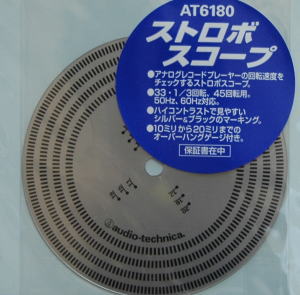 AT6180
ストロボ
スコープ
●アナログレコードプレーヤーの回転速度を
チェックするストロボスコープ。
●33・1/3回転、45回転用。
50Hz、60Hz対応。
●ハイコントラストで見やすい
シルバー&ブラックのマーキング。
●10ミリから20ミリまでの
オーバーハングゲージ付き。
保証書在中
audio-technica.